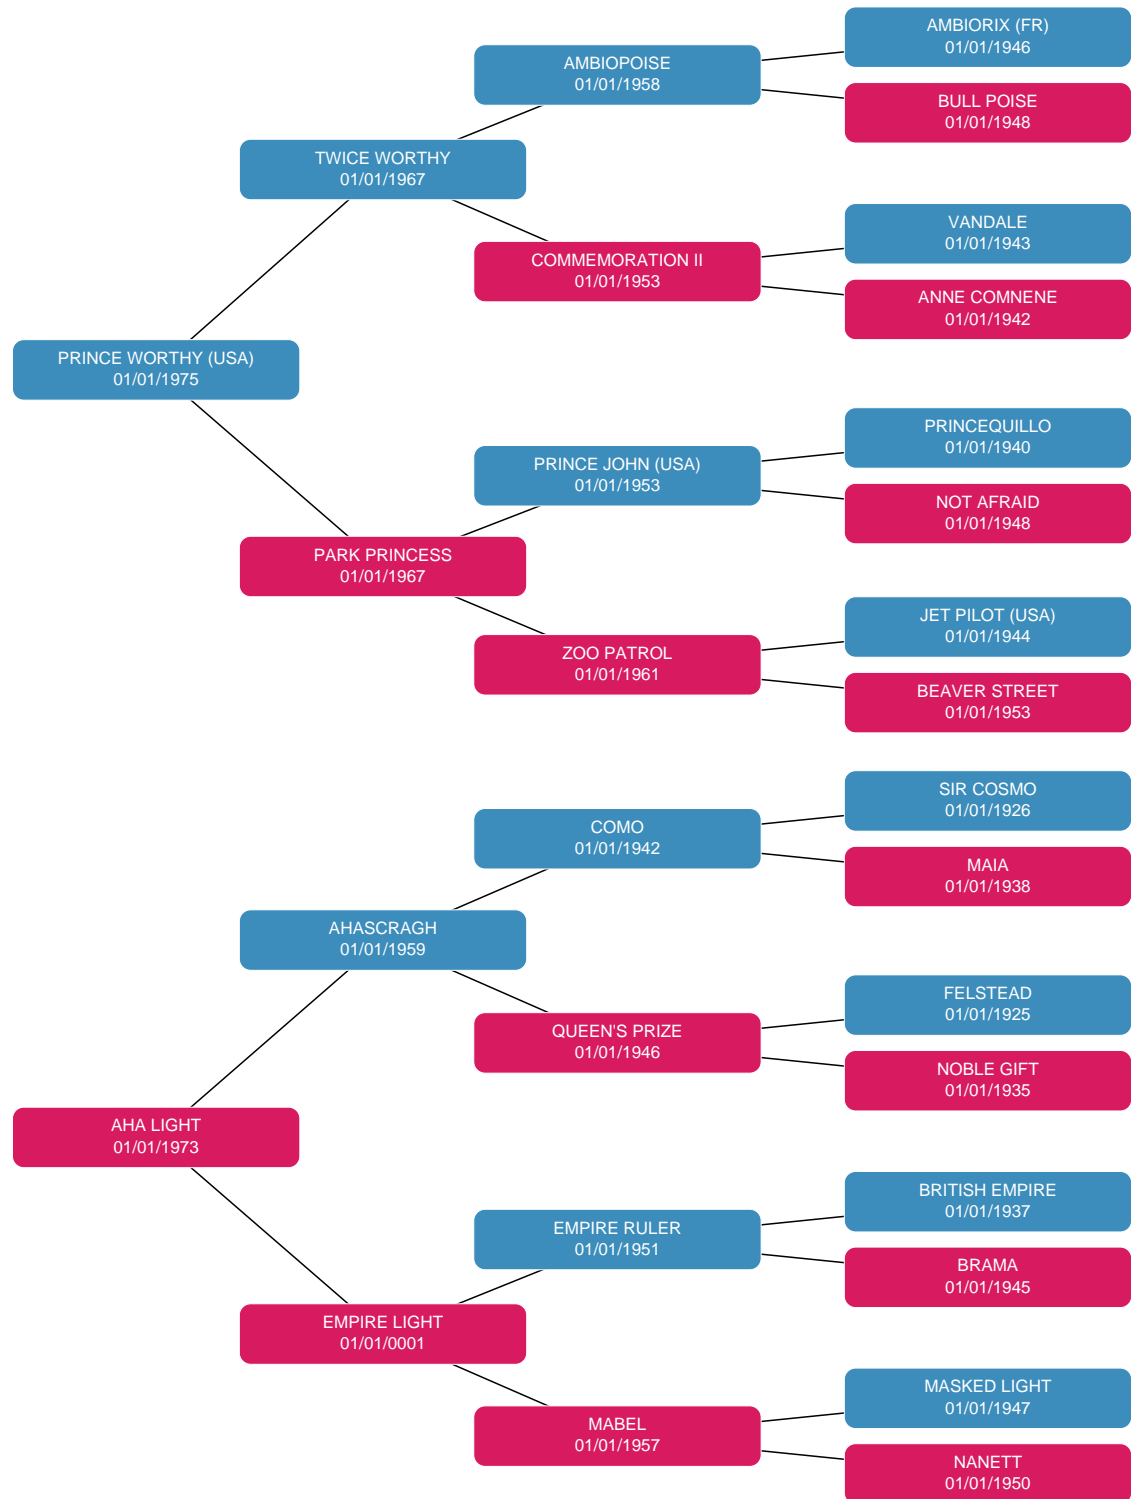 AMBIORIX (FR)
01/01/1946
AMBIOPOISE
01/01/1958
BULL POISE
01/01/1948
TWICE WORTHY
01/01/1967
VANDALE
01/01/1943
COMMEMORATION II
01/01/1953
ANNE COMNENE
01/01/1942
PRINCE WORTHY (USA)
01/01/1975
PRINCEQUILLO
01/01/1940
PRINCE JOHN (USA)
01/01/1953
NOT AFRAID
01/01/1948
PARK PRINCESS
01/01/1967
JET PILOT (USA)
01/01/1944
ZOO PATROL
01/01/1961
BEAVER STREET
01/01/1953
SIR COSMO
01/01/1926
COMO
01/01/1942
MAIA
01/01/1938
AHASCRAGH
01/01/1959
FELSTEAD
01/01/1925
QUEEN'S PRIZE
01/01/1946
NOBLE GIFT
01/01/1935
AHA LIGHT
01/01/1973
BRITISH EMPIRE
01/01/1937
EMPIRE RULER
01/01/1951
BRAMA
01/01/1945
EMPIRE LIGHT
01/01/0001
MASKED LIGHT
01/01/1947
MABEL
01/01/1957
NANETT
01/01/1950